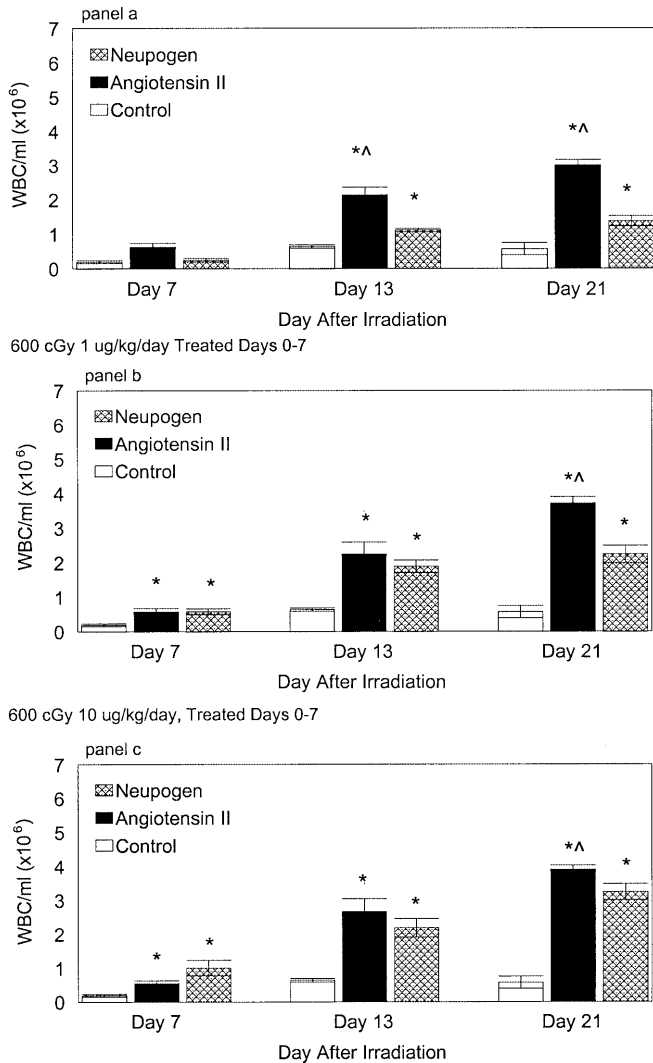 panel a
7
6
5
4
3
2
1
0
WBC/ml (x10⁶)
Neupogen
Angiotensin II
Control
*^
*
*^
*
Day 7
Day 13
Day 21
Day After Irradiation
600 cGy 1 ug/kg/day Treated Days 0-7
panel b
7
6
5
4
3
2
1
0
WBC/ml (x10⁶)
Neupogen
Angiotensin II
Control
*
*
*
*
*^
*
Day 7
Day 13
Day 21
Day After Irradiation
600 cGy 10 ug/kg/day, Treated Days 0-7
panel c
7
6
5
4
3
2
1
0
WBC/ml (x10⁶)
Neupogen
Angiotensin II
Control
*
*
*
*
*^
*
Day 7
Day 13
Day 21
Day After Irradiation